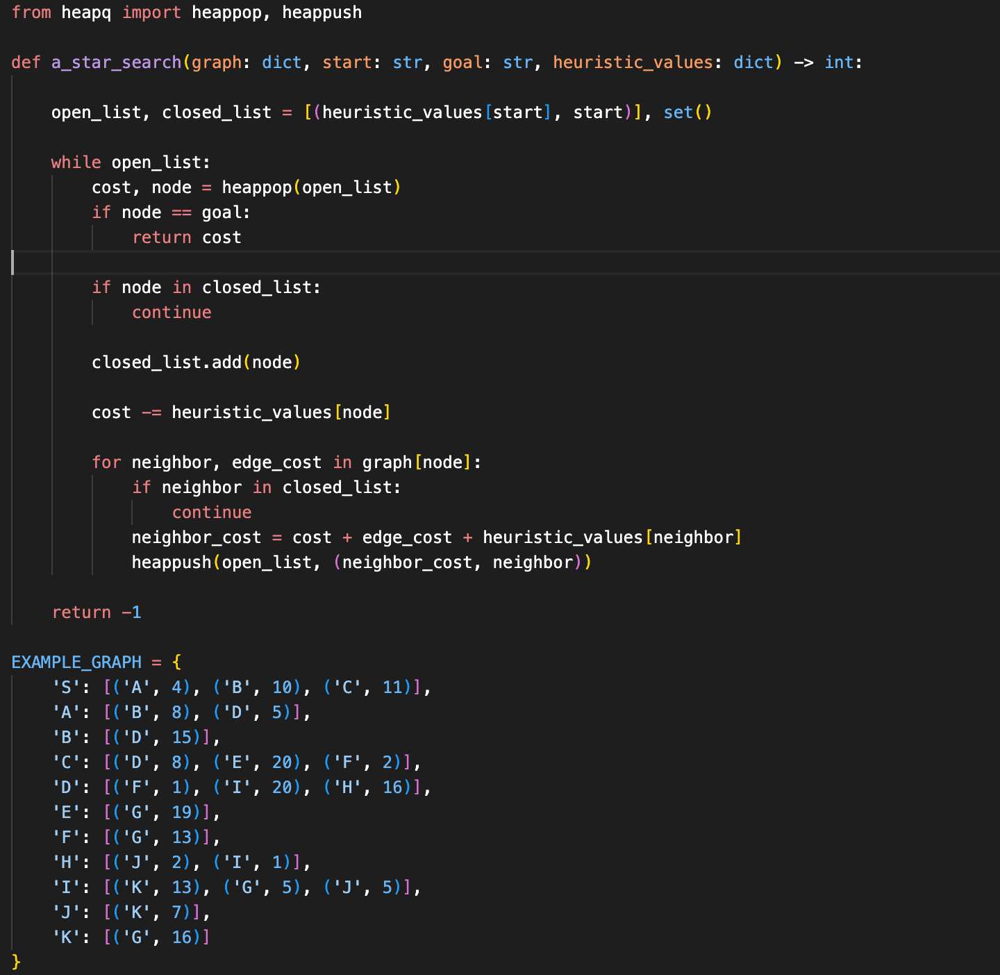 from heapq import heappop, heappush
def a_star_search(graph: dict, start: str, goal: str, heuristic_values: dict) -> int:
    open_list, closed_list = [(heuristic_values[start], start)], set()
    while open_list:
        cost, node = heappop(open_list)
        if node == goal:
            return cost
        if node in closed_list:
            continue
        closed_list.add(node)
        cost -= heuristic_values[node]
        for neighbor, edge_cost in graph[node]:
            if neighbor in closed_list:
                continue
            neighbor_cost = cost + edge_cost + heuristic_values[neighbor]
            heappush(open_list, (neighbor_cost, neighbor))
    return -1
EXAMPLE_GRAPH = {
    'S': [('A', 4), ('B', 10), ('C', 11)],
    'A': [('B', 8), ('D', 5)],
    'B': [('D', 15)],
    'C': [('D', 8), ('E', 20), ('F', 2)],
    'D': [('F', 1), ('I', 20), ('H', 16)],
    'E': [('G', 19)],
    'F': [('G', 13)],
    'H': [('J', 2), ('I', 1)],
    'I': [('K', 13), ('G', 5), ('J', 5)],
    'J': [('K', 7)],
    'K': [('G', 16)]
}